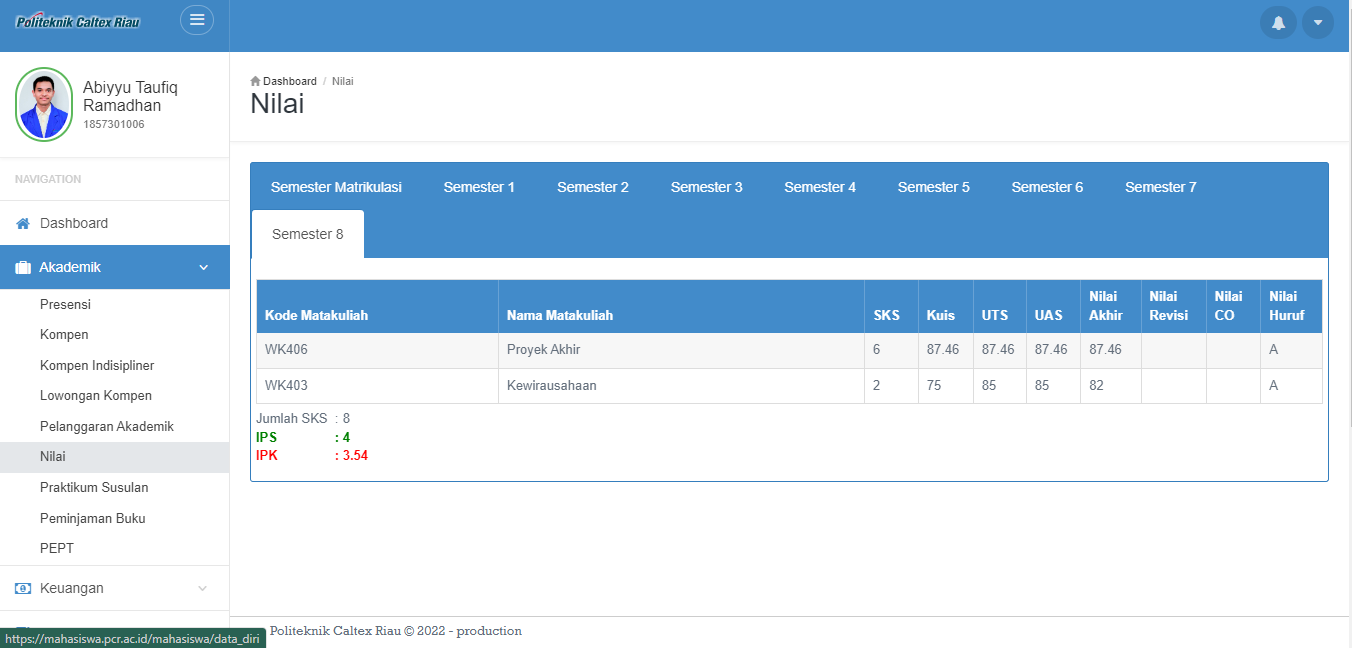 Politeknik Caltex Riau
Abiyyu Taufiq
Ramadhan
1857301006
NAVIGATION
Dashboard
Akademik
Presensi
Kompen
Kompen Indisipliner
Lowongan Kompen
Pelanggaran Akademik
Nilai
Praktikum Susulan
Peminjaman Buku
PEPT
Keuangan
https://mahasiswa.pcr.ac.id/mahasiswa/data_diri
Dashboard / Nilai
Nilai
Semester Matrikulasi Semester 1 Semester 2 Semester 3 Semester 4 Semester 5 Semester 6 Semester 7
Semester 8
Kode Matakuliah Nama Matakuliah SKS Kuis UTS UAS Nilai Akhir Nilai Revisi Nilai CO Nilai Huruf
WK406 Proyek Akhir 6 87.46 87.46 87.46 87.46 A
WK403 Kewirausahaan 2 75 85 85 82 A
Jumlah SKS : 8
IPS : 4
IPK : 3.54
Politeknik Caltex Riau © 2022 - production